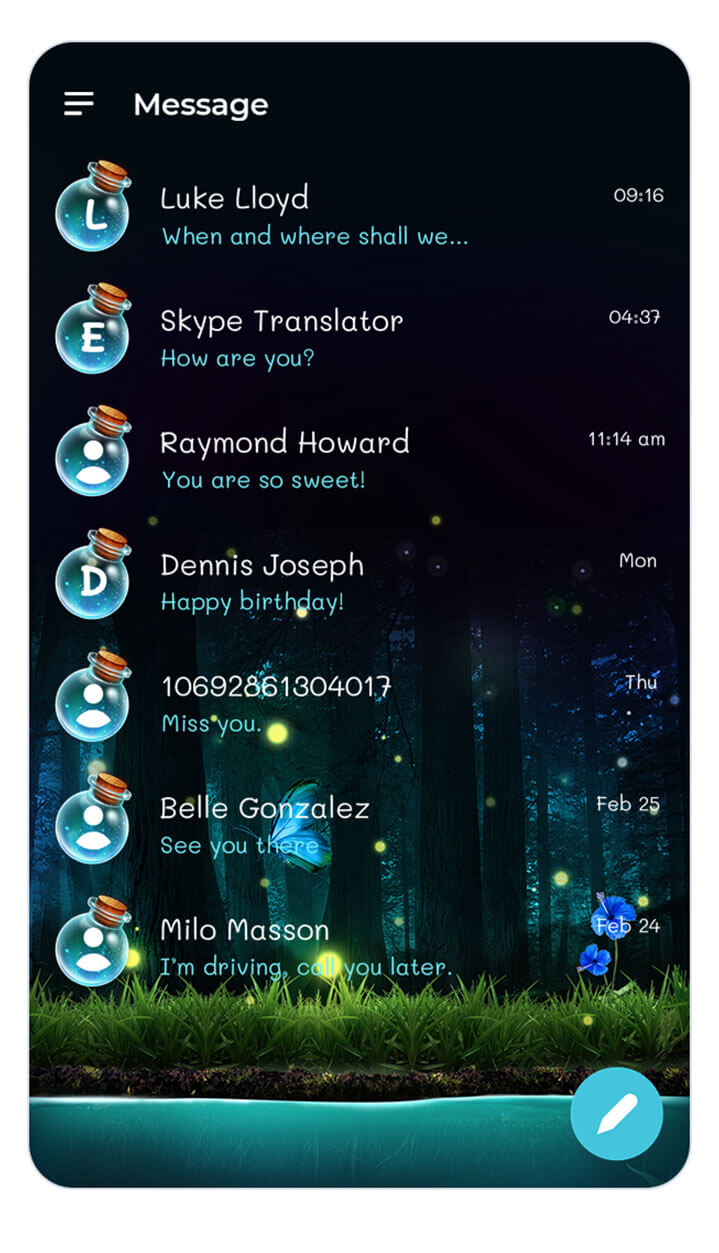 Message
L
Luke Lloyd
09:16
When and where shall we...
E
Skype Translator
04:37
How are you?
Raymond Howard
11:14 am
You are so sweet!
D
Dennis Joseph
Mon
Happy birthday!
10692861304017
Thu
Miss you.
Belle Gonzalez
Feb 25
See you there
Milo Masson
Feb 24
I'm driving, call you later.